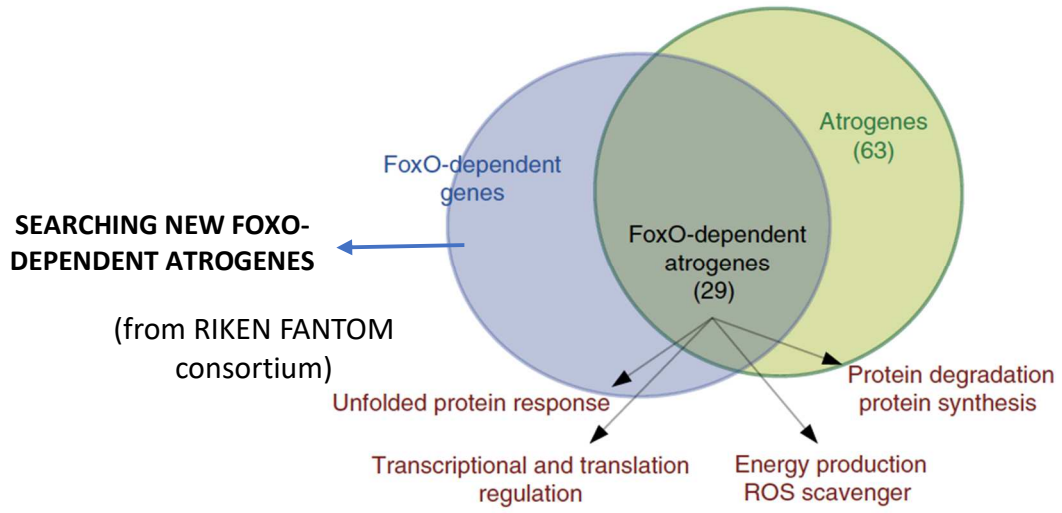 Atrogenes
(63)
FoxO-dependent
genes
SEARCHING NEW FOXO-
DEPENDENT ATROGENES
FoxO-dependent
atrogenes
(29)
(from RIKEN FANTOM
consortium)
Unfolded protein response
Protein degradation
protein synthesis
Transcriptional and translation
regulation
Energy production
ROS scavenger